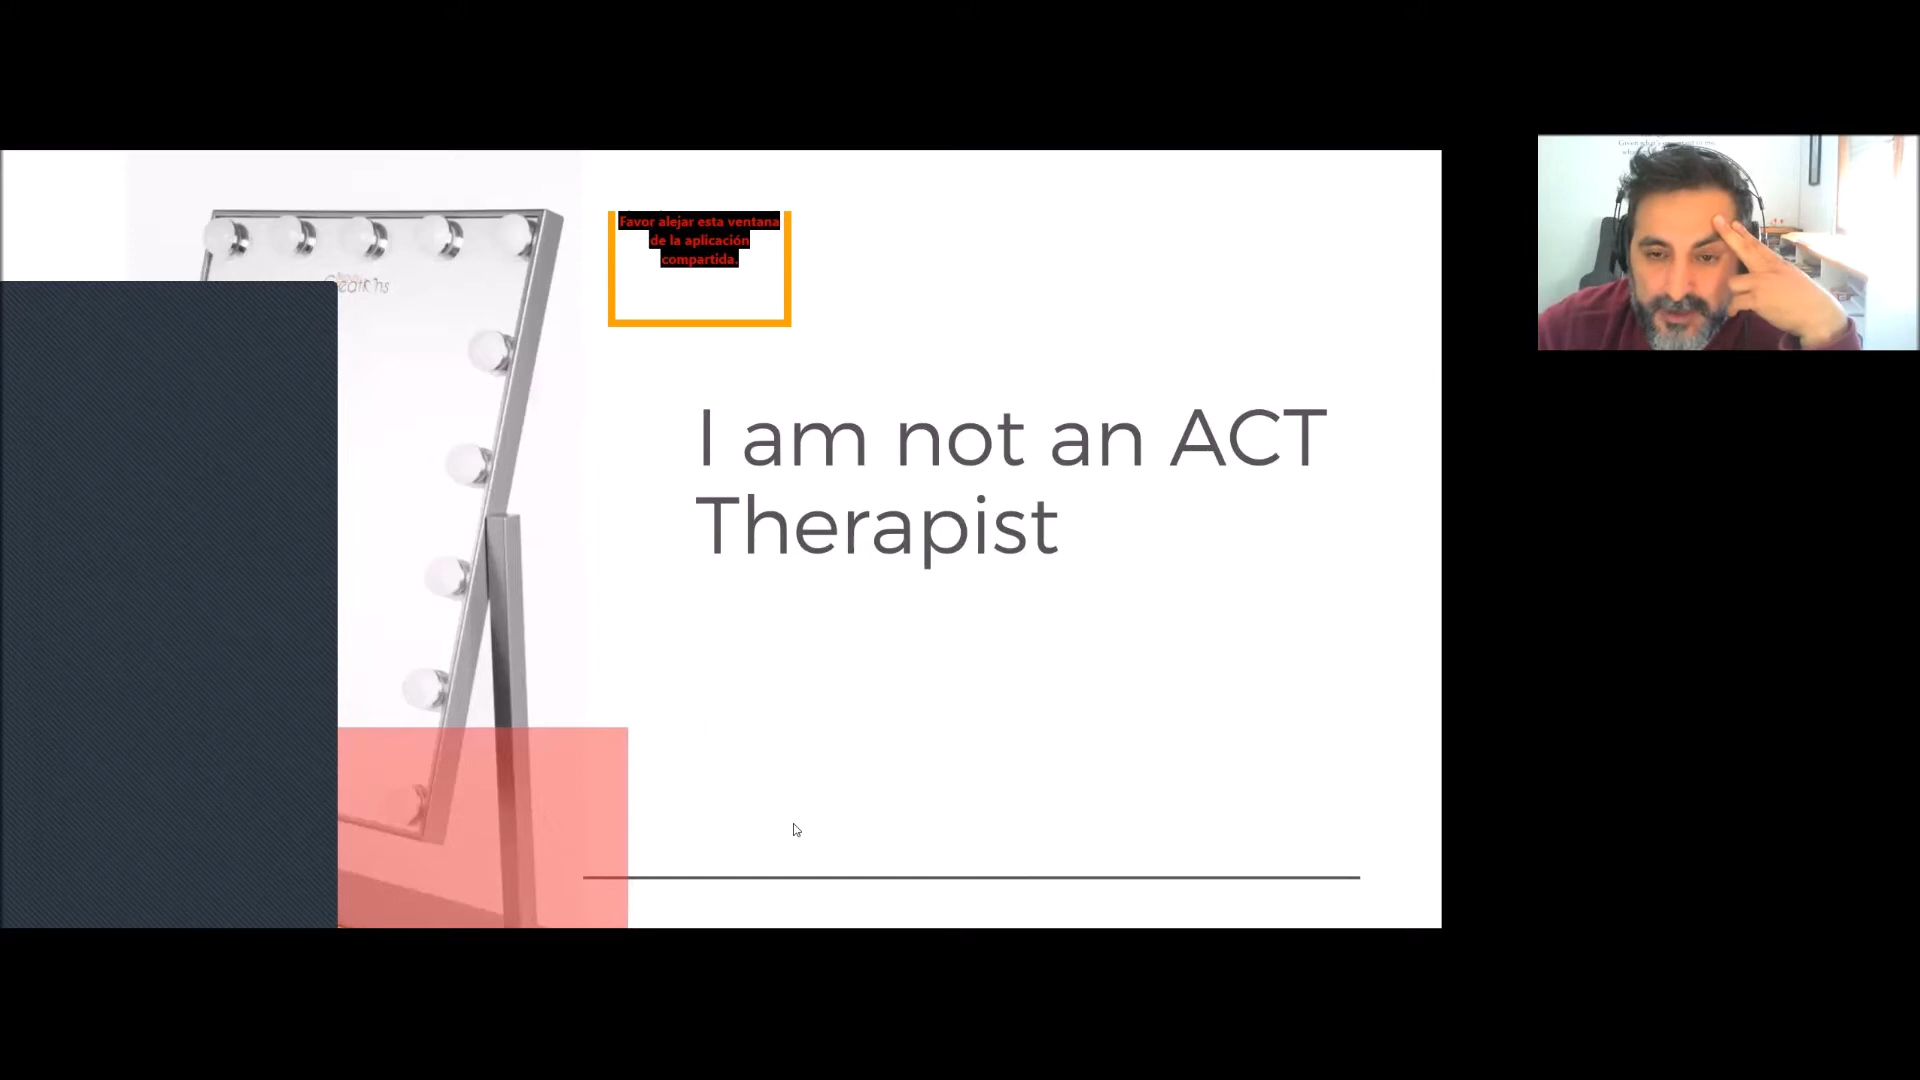 Favor alejar esta ventana
de la aplicación
compartida.
I am not an ACT
Therapist